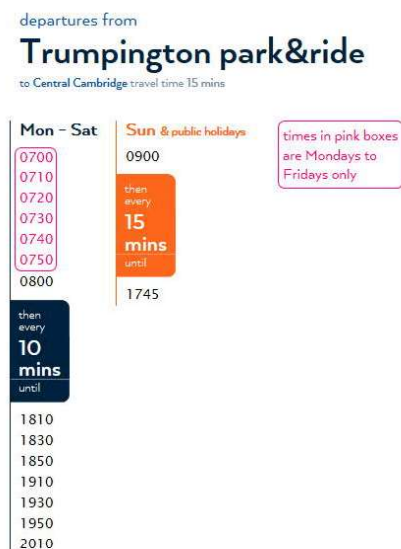 departures from
Trumpington park&ride
to Central Cambridge travel time 15 mins
Mon – Sat
0700
0710
0720
0730
0740
0750
0800
then
every
10
mins
until
1810
1830
1850
1910
1930
1950
2010
Sun & public holidays
0900
then
every
15
mins
until
1745
times in pink boxes
are Mondays to
Fridays only